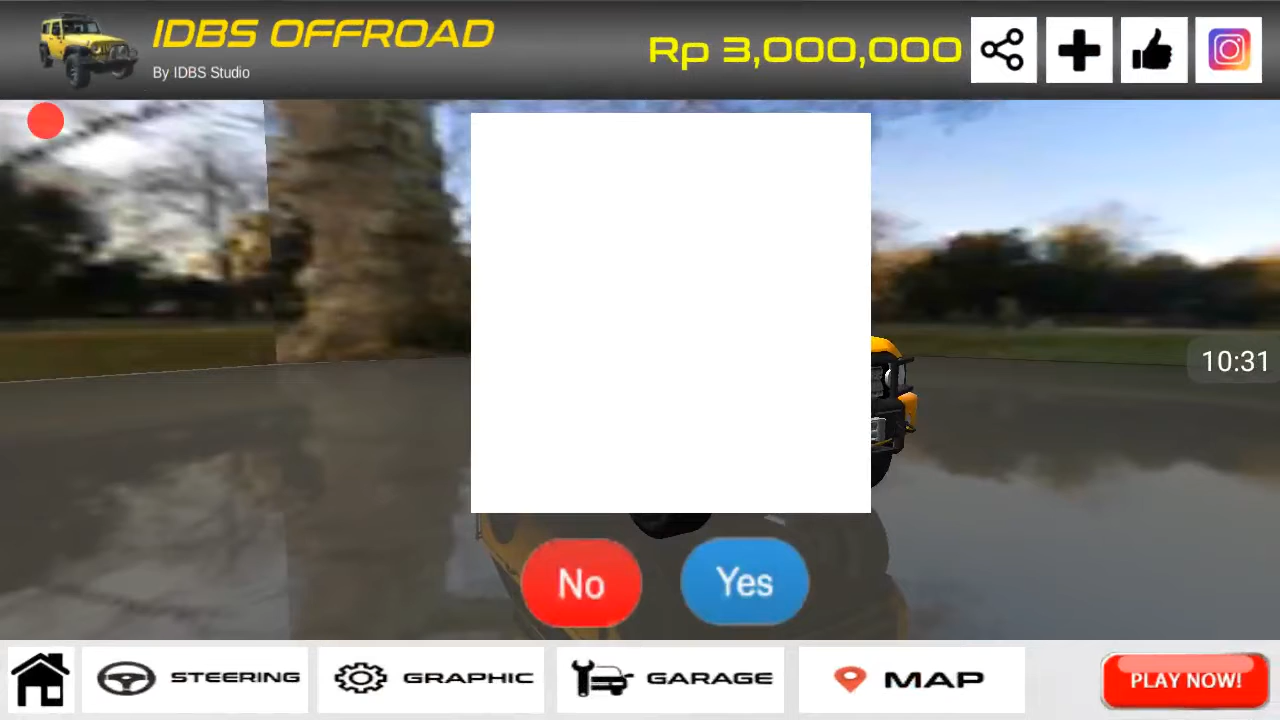 IDBS OFFROAD
By IDBS Studio
Rp 3,000,000
10:31
No
Yes
STEERING
GRAPHIC
GARAGE
MAP
PLAY NOW!